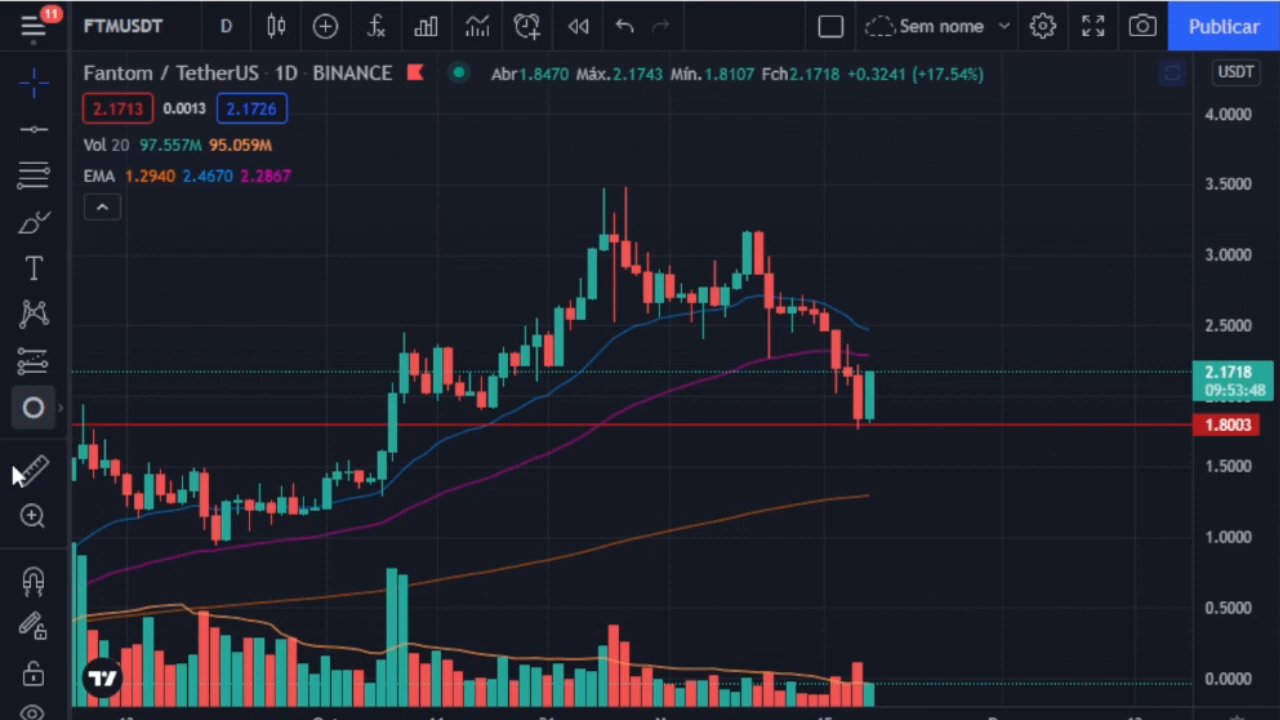 11
FTMUSDT D Sem nome Publicar
Fantom / TetherUS · 1D · BINANCE Abr1.8470 Máx.2.1743 Mín.1.8107 Fch2.1718 +0.3241 (+17.54%) USDT
2.1713 0.0013 2.1726
Vol 20 97.557M 95.059M
EMA 1.2940 2.4670 2.2867
4.0000
3.5000
3.0000
2.5000
2.1718
09:53:48
1.8003
1.5000
1.0000
0.5000
0.0000